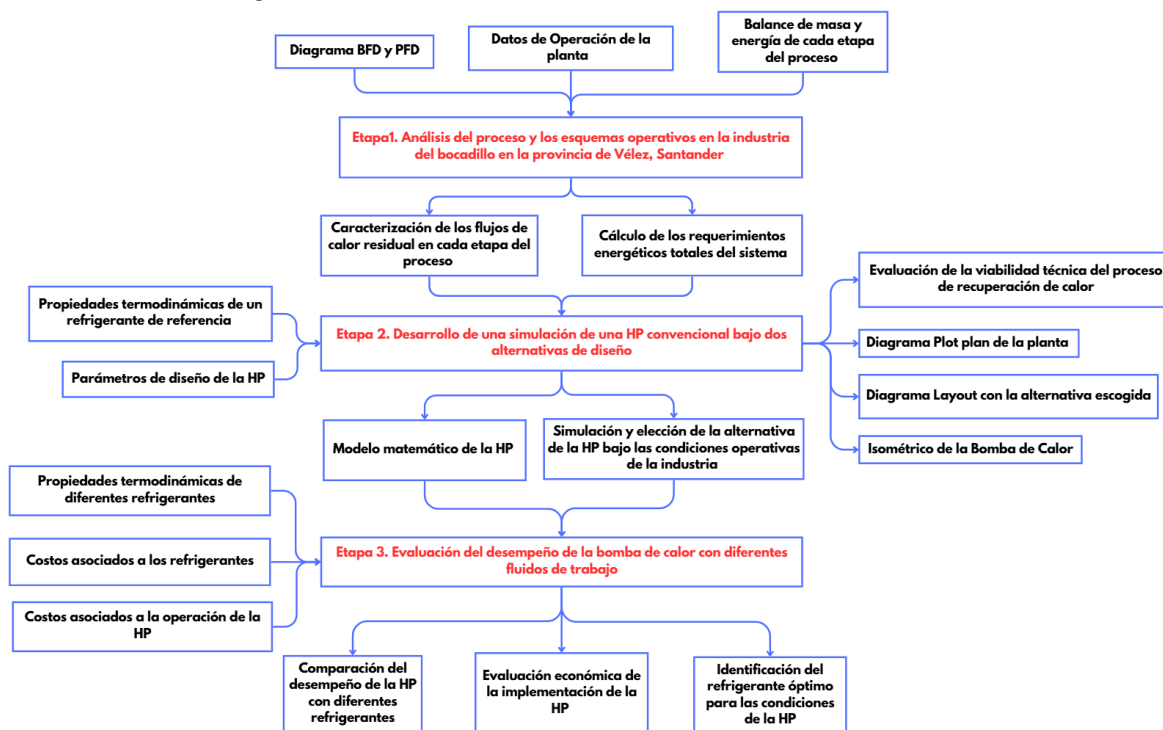 Diagrama BFD y PFD
Datos de Operación de la
planta
Balance de masa y
energía de cada etapa
del proceso
Etapa1. Análisis del proceso y los esquemas operativos en la industria
del bocadillo en la provincia de Vélez, Santander
Caracterización de los flujos de
calor residual en cada etapa del
proceso
Cálculo de los requerimientos
energéticos totales del sistema
Propiedades termodinámicas de un
refrigerante de referencia
Parámetros de diseño de la HP
Etapa 2. Desarrollo de una simulación de una HP convencional bajo dos
alternativas de diseño
Evaluación de la viabilidad técnica del proceso
de recuperación de calor
Diagrama Plot plan de la planta
Diagrama Layout con la alternativa escogida
Isométrico de la Bomba de Calor
Modelo matemático de la HP
Simulación y elección de la alternativa
de la HP bajo las condiciones operativas
de la industria
Propiedades termodinámicas de
diferentes refrigerantes
Costos asociados a los refrigerantes
Costos asociados a la operación de la
HP
Etapa 3. Evaluación del desempeño de la bomba de calor con diferentes
fluidos de trabajo
Comparación del
desempeño de la HP
con diferentes
refrigerantes
Evaluación económica de
la implementación de la
HP
Identificación del
refrigerante óptimo
para las condiciones
de la HP